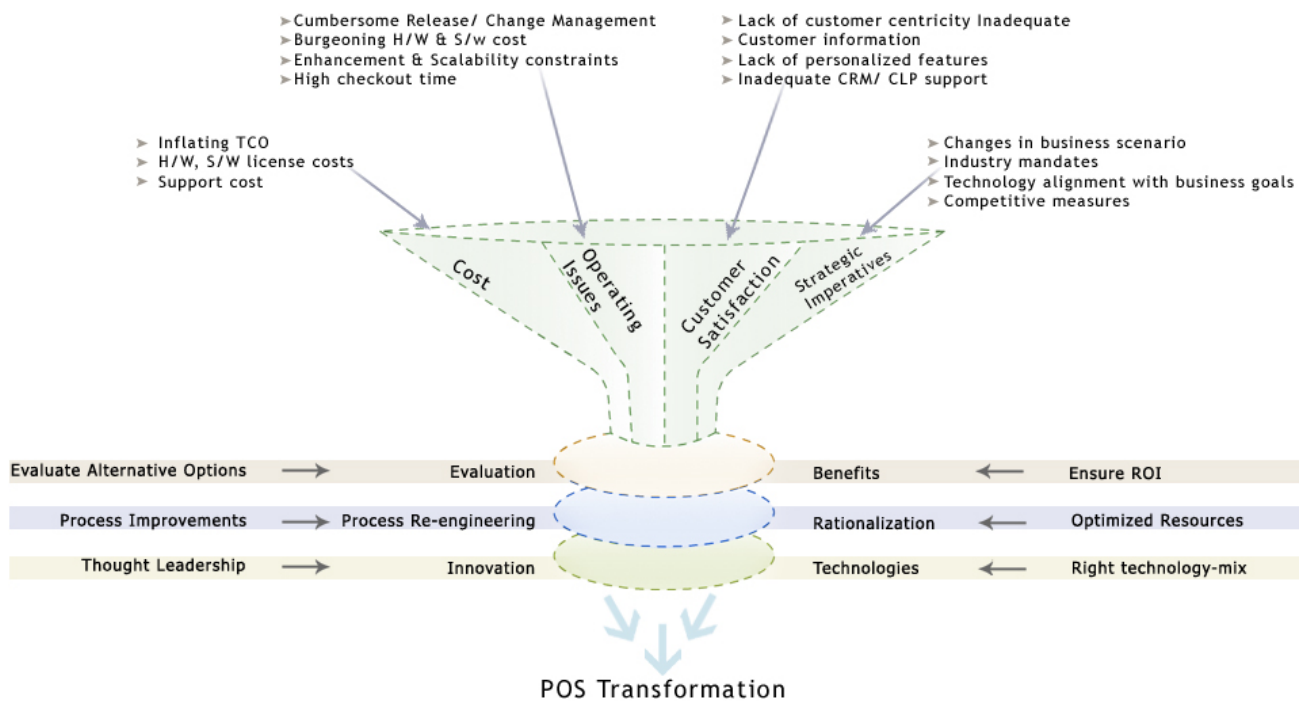 Cumbersome Release/ Change Management
Burgeoning H/W & S/w cost
Enhancement & Scalability constraints
High checkout time
Lack of customer centricity Inadequate
Customer information
Lack of personalized features
Inadequate CRM/ CLP support
Inflating TCO
H/W, S/W license costs
Support cost
Changes in business scenario
Industry mandates
Technology alignment with business goals
Competitive measures
Cost
Operating
Issues
Customer
Satisfaction
Strategic
Imperatives
Evaluate Alternative Options
Evaluation
Benefits
Ensure ROI
Process Improvements
Process Re-engineering
Rationalization
Optimized Resources
Thought Leadership
Innovation
Technologies
Right technology-mix
POS Transformation